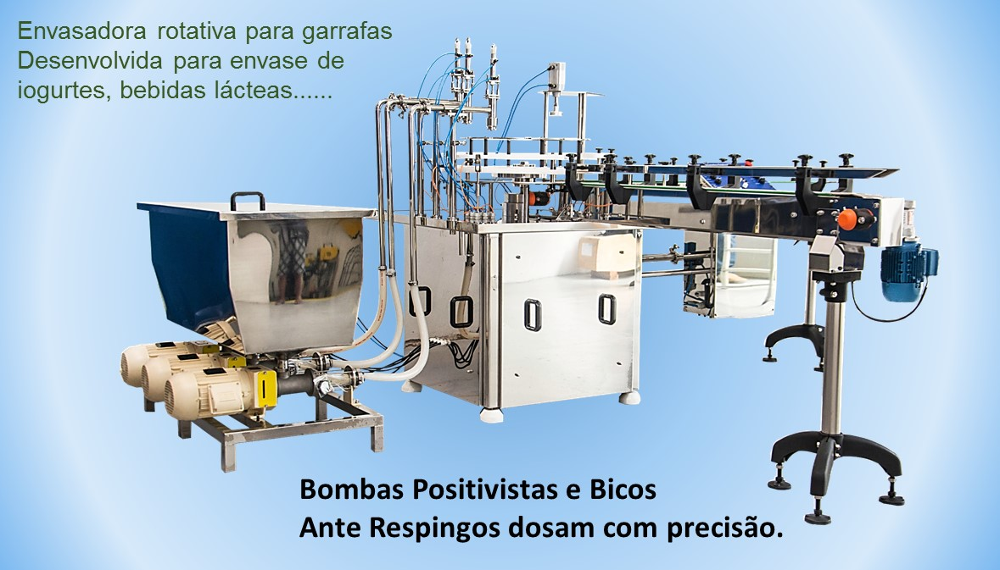 Envasadora rotativa para garrafas
Desenvolvida para envase de
iogurtes, bebidas lácteas......
Bombas Positivistas e Bicos
Ante Respingos dosam com precisão.